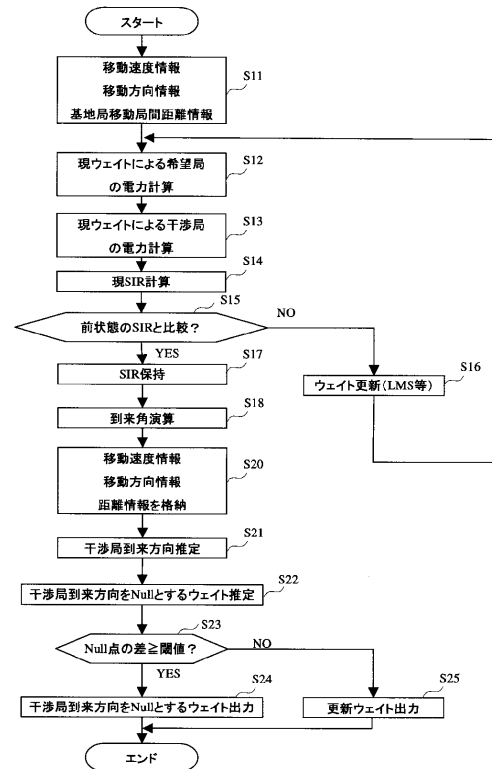 スタート
移動速度情報
移動方向情報
基地局移動局間距離情報
S11
現ウェイトによる希望局
の電力計算
S12
現ウェイトによる干渉局
の電力計算
S13
現SIR計算
S14
前状態のSIRと比較?
S15
NO
YES
ウェイト更新(LMS等)
S16
SIR保持
S17
到来角演算
S18
移動速度情報
移動方向情報
距離情報を格納
S20
干渉局到来方向推定
S21
干渉局到来方向をNullとするウェイト推定
S22
Null点の差≧閾値?
S23
NO
YES
干渉局到来方向をNullとするウェイト出力
S24
更新ウェイト出力
S25
エンド